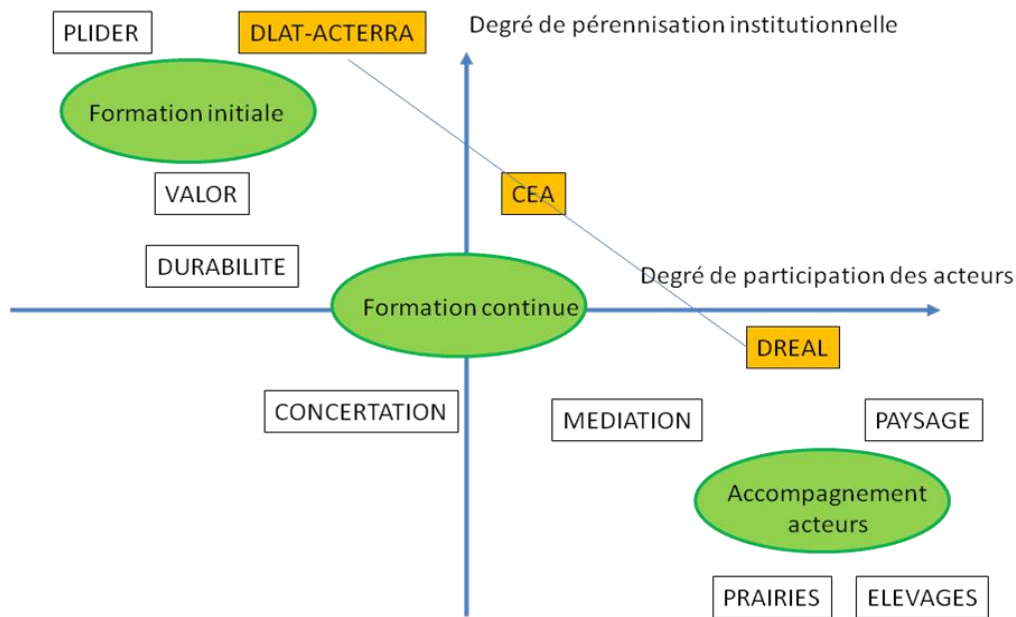 PLIDER
DLAT-ACTERRA
Degré de pérennisation institutionnelle
Formation initiale
VALOR
CEA
DURABILITE
Degré de participation des acteurs
Formation continue
DREAL
CONCERTATION
MEDIATION
PAYSAGE
Accompagnement
acteurs
PRAIRIES
ELEVAGES